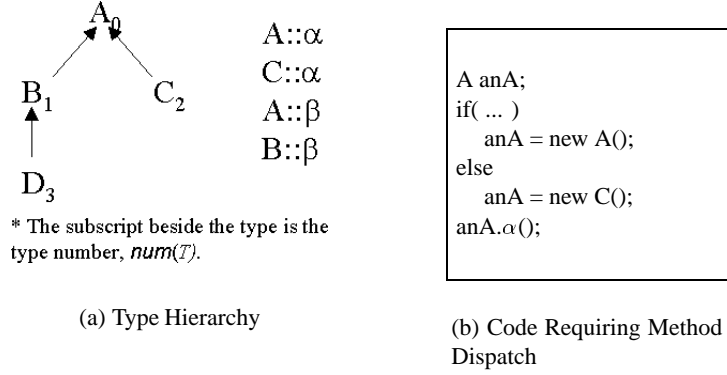 A₀
B₁ C₂
D₃
A::α
C::α
A::β
B::β
* The subscript beside the type is the
type number, num(T).
(a) Type Hierarchy
A anA;
if( ... )
anA = new A();
else
anA = new C();
anA.α();
(b) Code Requiring Method
Dispatch